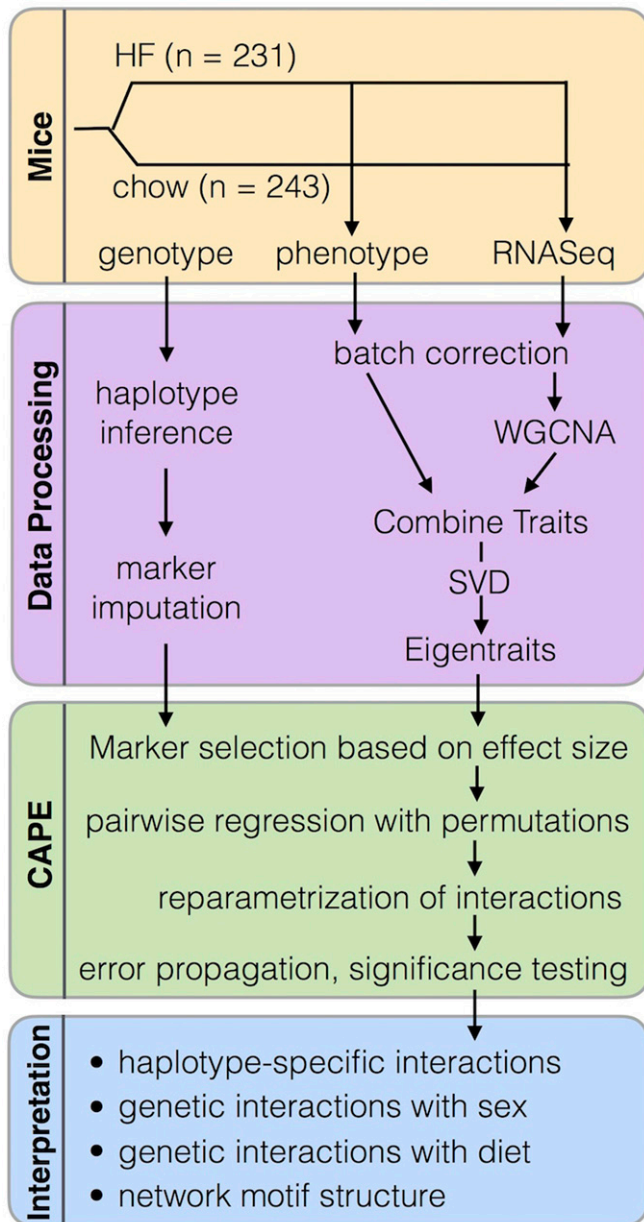 Mice
HF (n = 231)
chow (n = 243)
genotype phenotype RNASeq
Data Processing
batch correction
haplotype
inference
WGCNA
Combine Traits
marker
imputation
SVD
Eigentraits
CAPE
Marker selection based on effect size
pairwise regression with permutations
reparametrization of interactions
error propagation, significance testing
Interpretation
• haplotype-specific interactions
• genetic interactions with sex
• genetic interactions with diet
• network motif structure